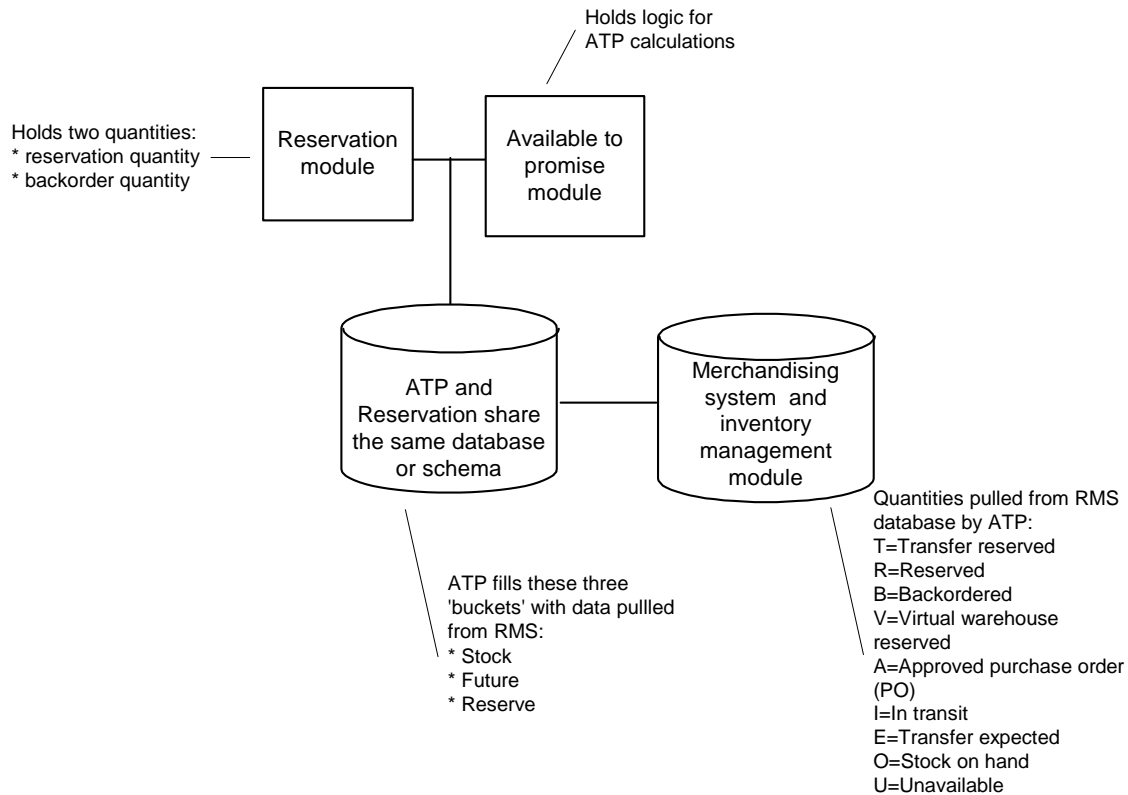 Holds logic for
ATP calculations
Holds two quantities:
* reservation quantity
* backorder quantity
Reservation
module
Available to
promise
module
ATP and
Reservation share
the same database
or schema
Merchandising
system and
inventory
management
module
ATP fills these three
'buckets' with data pullled
from RMS:
* Stock
* Future
* Reserve
Quantities pulled from RMS
database by ATP:
T=Transfer reserved
R=Reserved
B=Backordered
V=Virtual warehouse
reserved
A=Approved purchase order
(PO)
I=In transit
E=Transfer expected
O=Stock on hand
U=Unavailable